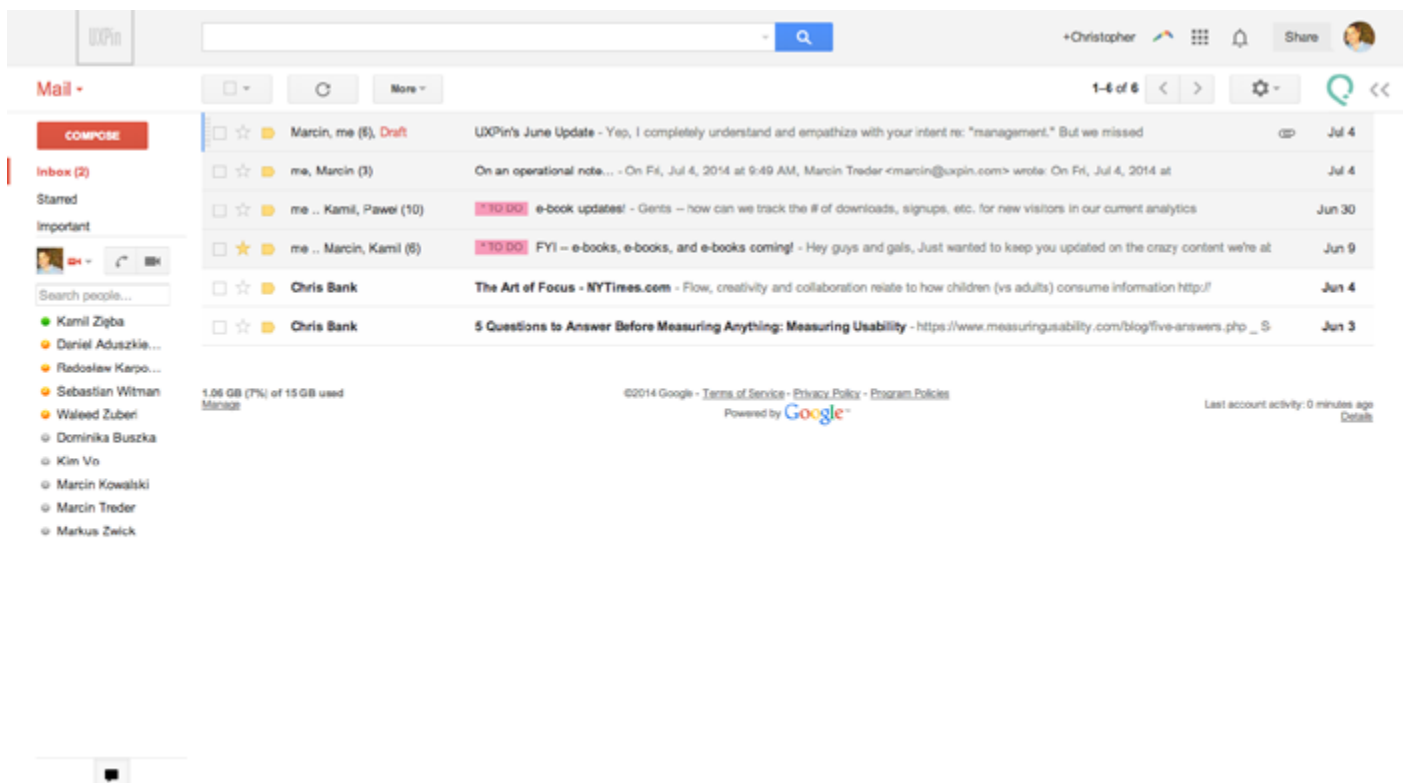 UXPin
+Christopher
Share
Mail
More
1–6 of 6
COMPOSE
Inbox (2)
Starred
Important
Search people...
Kamil Zięba
Daniel Aduszkie...
Radosław Karpo...
Sebastian Witman
Waleed Zuberi
Dominika Buszka
Kim Vo
Marcin Kowalski
Marcin Treder
Markus Zwick
Marcin, me (6), Draft UXPin's June Update - Yep, I completely understand and empathize with your intent re: "management." But we missed Jul 4
me, Marcin (3) On an operational note... - On Fri, Jul 4, 2014 at 9:49 AM, Marcin Treder <marcin@uxpin.com> wrote: On Fri, Jul 4, 2014 at Jul 4
me .. Kamil, Pawel (10) * TO DO e-book updates! - Gents -- how can we track the # of downloads, signups, etc. for new visitors in our current analytics Jun 30
me .. Marcin, Kamil (6) * TO DO FYI -- e-books, e-books, and e-books coming! - Hey guys and gals, Just wanted to keep you updated on the crazy content we're ab Jun 9
Chris Bank The Art of Focus - NYTimes.com - Flow, creativity and collaboration relate to how children (vs adults) consume information http:// Jun 4
Chris Bank 5 Questions to Answer Before Measuring Anything: Measuring Usability - https://www.measuringusability.com/blog/five-answers.php _ S Jun 3
1.06 GB (7%) of 15 GB used
Manage
©2014 Google - Terms of Service - Privacy Policy - Program Policies
Powered by Google™
Last account activity: 0 minutes ago
Details